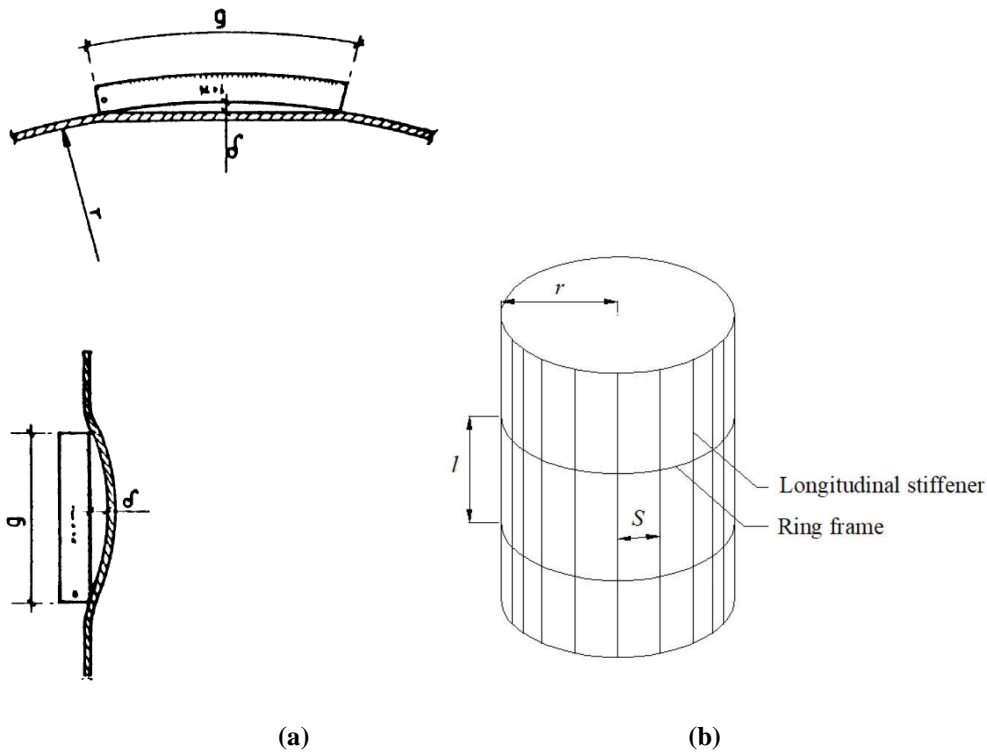 g
δ
r
g
δ
r
l
S
Longitudinal stiffener
Ring frame
(a)
(b)